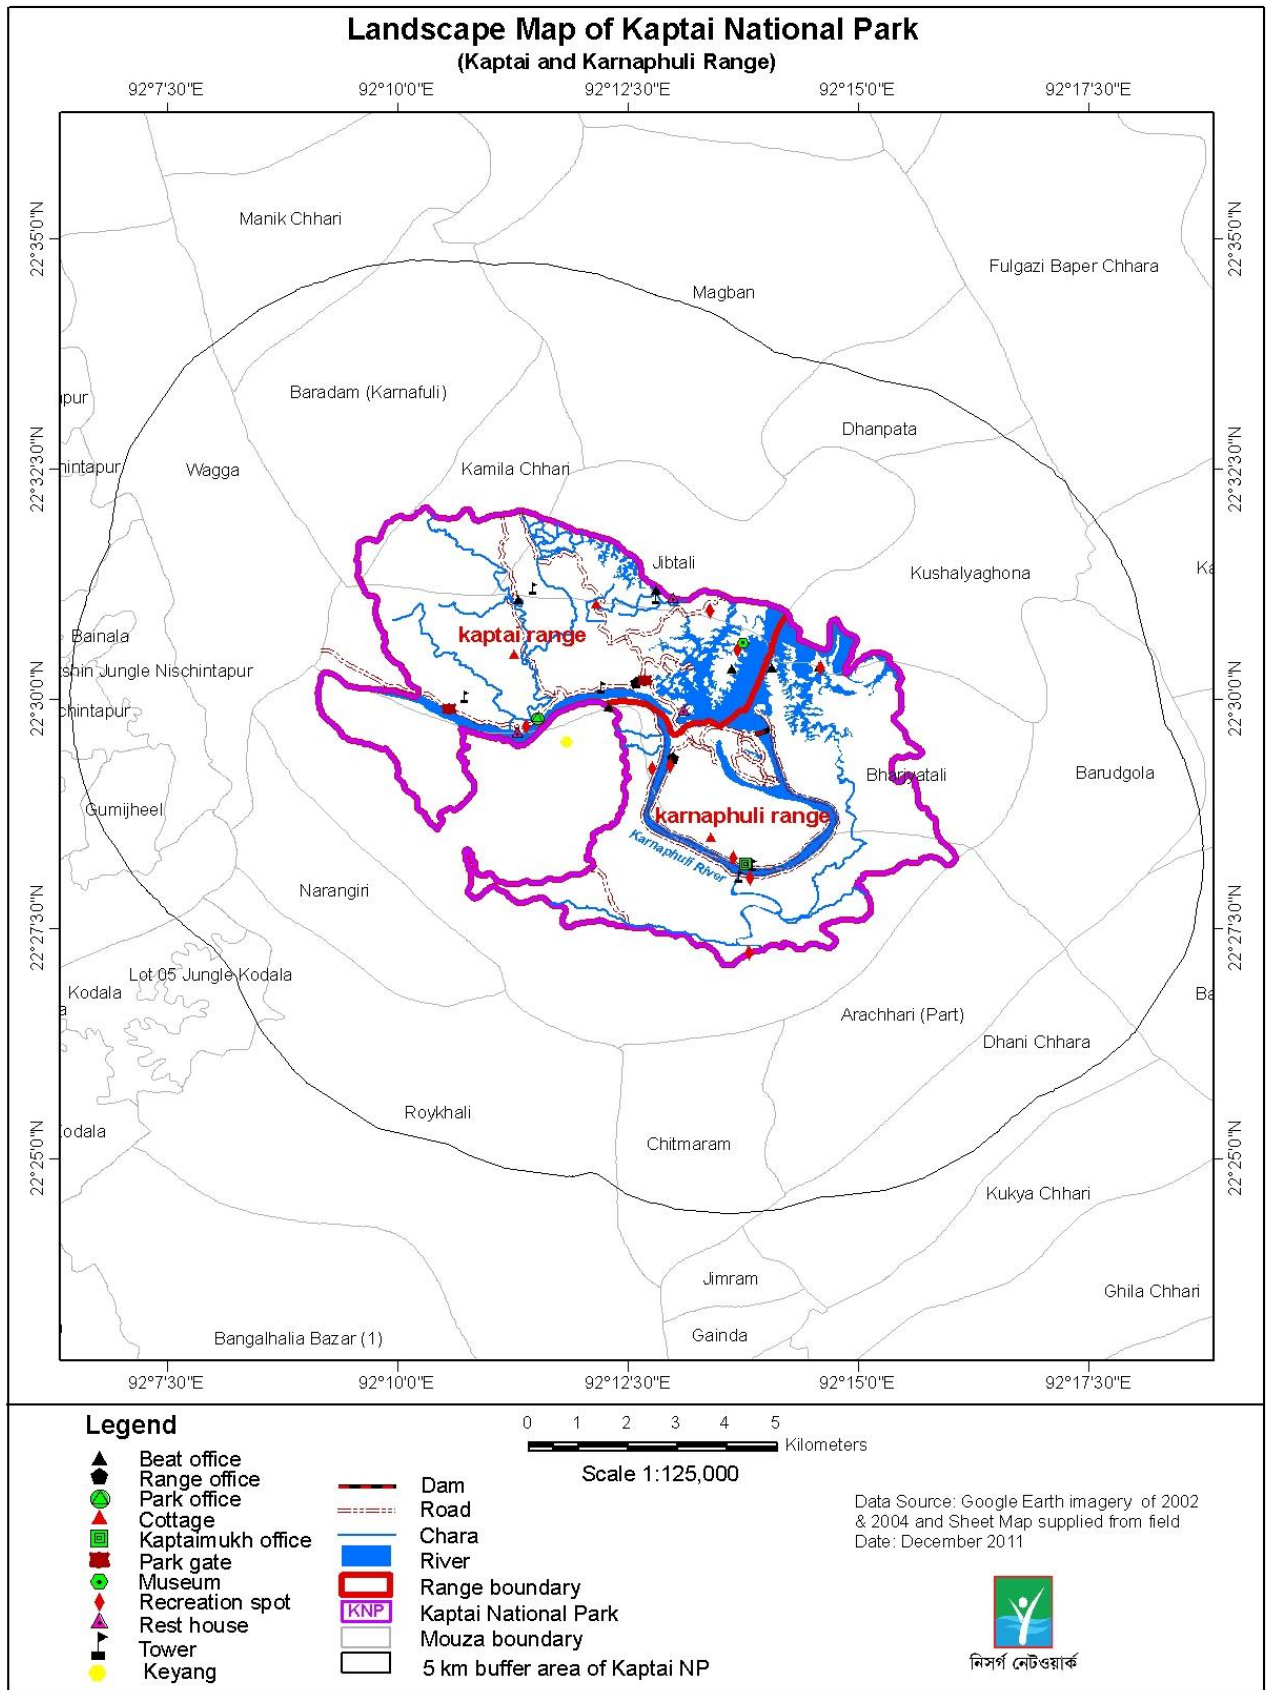 Landscape Map of Kaptai National Park
(Kaptai and Karnaphuli Range)
92°7'30"E
92°10'0"E
92°12'30"E
92°15'0"E
92°17'30"E
22°35'0"N
22°35'0"N
Manik Chhari
Fulgazi Baper Chhara
Magban
Baradam (Karnafuli)
Dhanpata
22°32'30"N
22°32'30"N
hintapur
Wagga
Kamila Chhari
Jibtali
Kushalyaghona
kaptai range
Bainala
shin Jungle Nischintapur
22°30'0"N
22°30'0"N
chintapur
Bhariyatali
Barudgola
Gumijheel
karnaphuli range
Karnaphuli River
Narangiri
22°27'30"N
22°27'30"N
Lot 05 Jungle Kodala
Kodala
Arachhari (Part)
Dhani Chhara
Roykhali
odala
Chitmaram
22°25'0"N
22°25'0"N
Kukya Chhari
Jimram
Ghila Chhari
Gainda
Bangalhalia Bazar (1)
92°7'30"E
92°10'0"E
92°12'30"E
92°15'0"E
92°17'30"E
Legend
Beat office
Range office
Park office
Cottage
Kaptaimukh office
Park gate
Museum
Recreation spot
Rest house
Tower
Keyang
Dam
Road
Chara
River
Range boundary
KNP
Kaptai National Park
Mouza boundary
5 km buffer area of Kaptai NP
0 1 2 3 4 5
Kilometers
Scale 1:125,000
Data Source: Google Earth imagery of 2002
& 2004 and Sheet Map supplied from field
Date: December 2011
নিসর্গ নেটওয়ার্ক